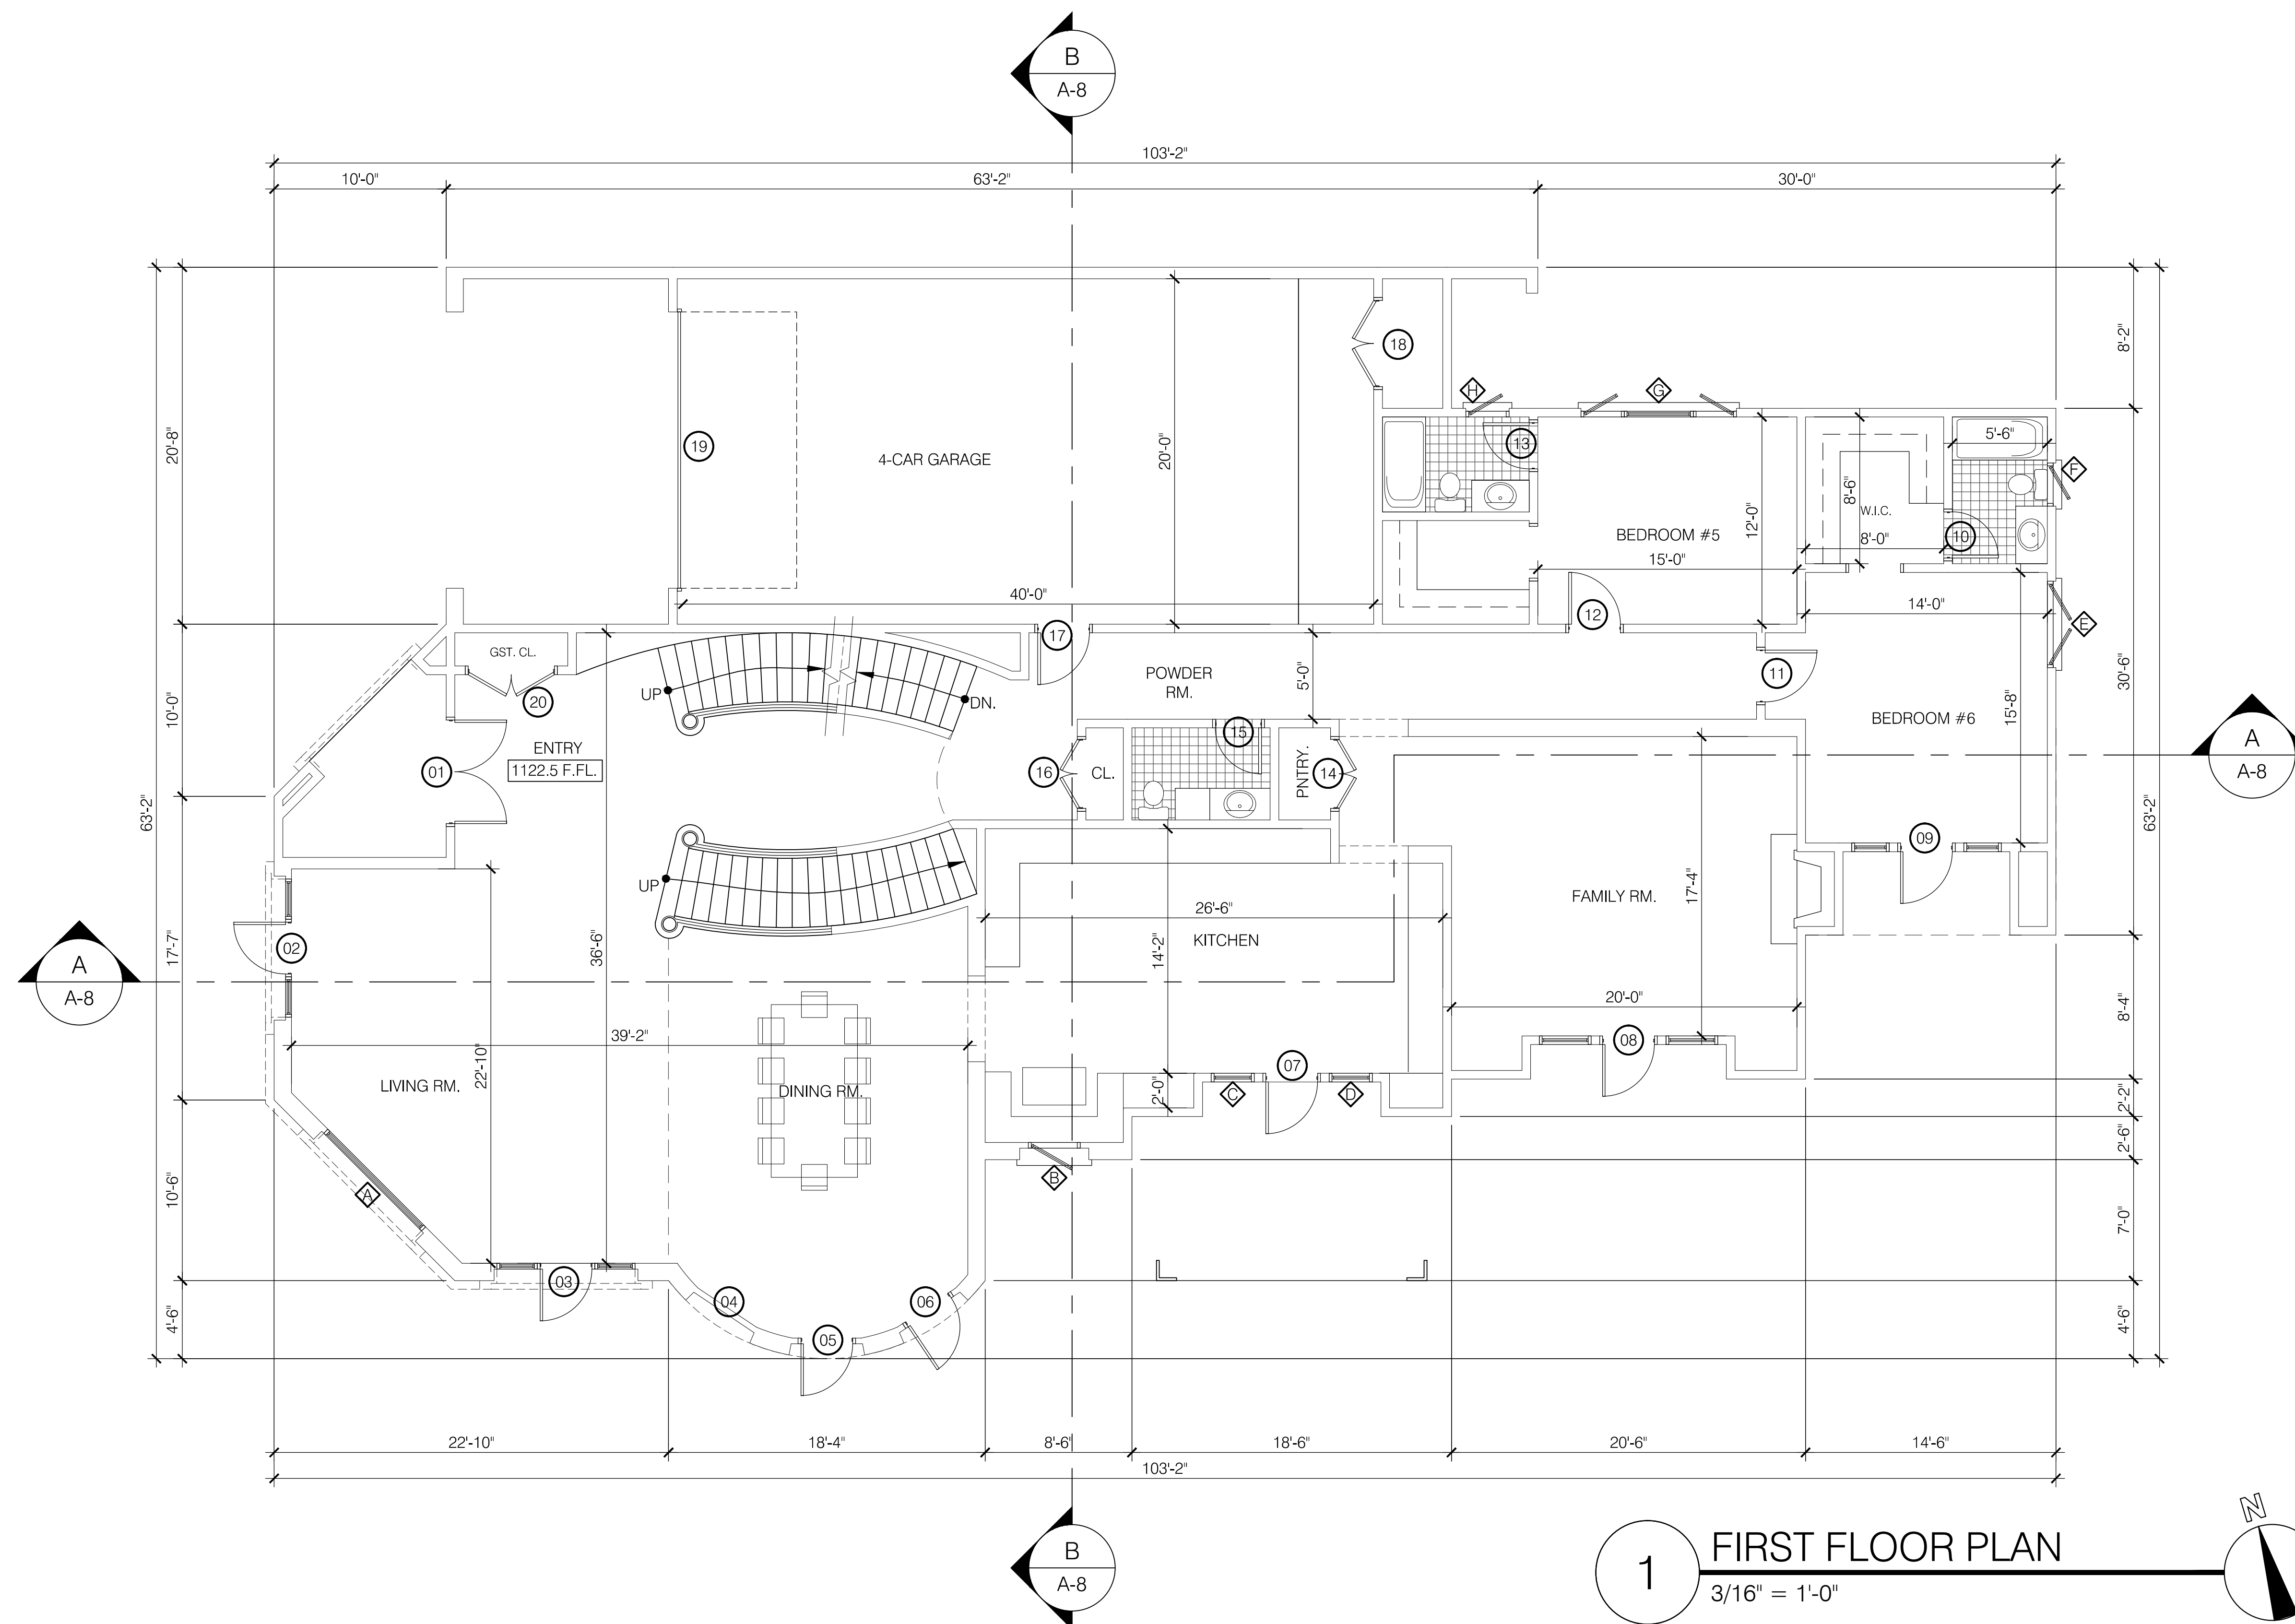 B
A-8
103'-2"
10'-0"
63'-2"
30'-0"
8'-2"
18
H
G
20'-8"
19
4-CAR GARAGE
20'-0"
13
5'-6"
F
8'-6"
W.I.C.
12'-0"
BEDROOM #5
15'-0"
8'-0"
10
40'-0"
12
14'-0"
E
17
GST. CL.
20
UP
DN.
POWDER
RM.
5'-0"
11
30'-6"
10'-0"
BEDROOM #6
15'-8"
ENTRY
1122.5 F.FL.
01
16
CL.
15
PNTRY.
14
A
A-8
63'-2"
63'-2"
09
UP
FAMILY RM.
17'-4"
26'-6"
KITCHEN
14'-2"
02
17'-7"
36'-6"
A
A-8
20'-0"
8'-4"
39'-2"
08
LIVING RM.
22'-10"
DINING RM.
07
C
D
2'-0"
2'-2"
2'-6"
B
A
10'-6"
7'-0"
03
04
06
05
4'-6"
4'-6"
22'-10"
18'-4"
8'-6"
18'-6"
20'-6"
14'-6"
103'-2"
B
A-8
1
FIRST FLOOR PLAN
3/16" = 1'-0"
N